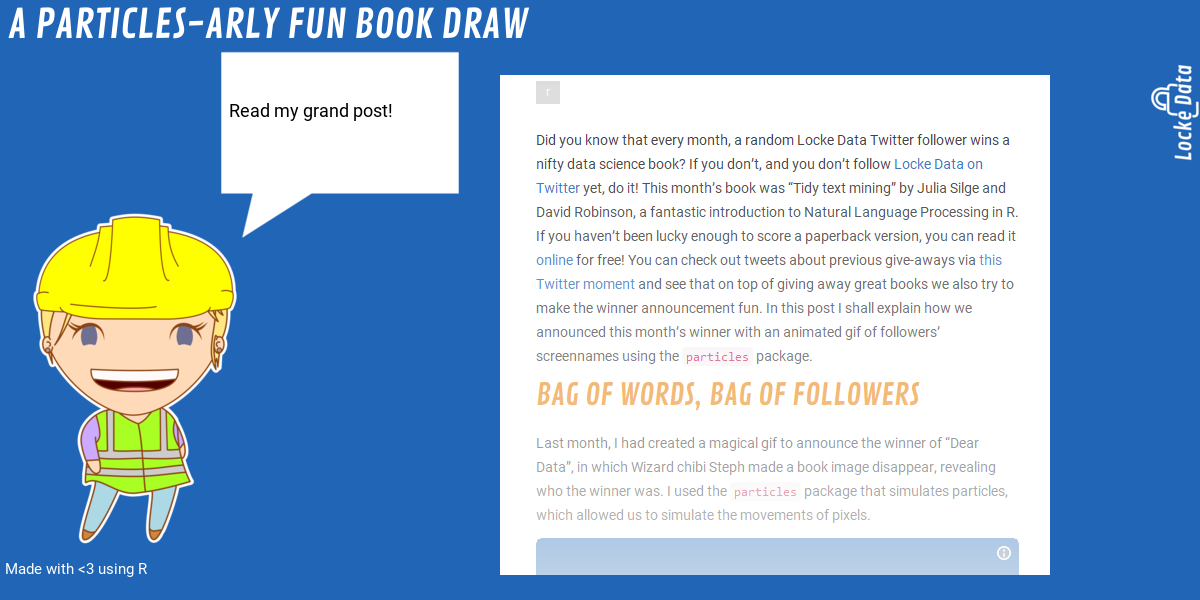 A PARTICLES-ARLY FUN BOOK DRAW
Read my grand post!
r
Did you know that every month, a random Locke Data Twitter follower wins a
nifty data science book? If you don’t, and you don’t follow Locke Data on
Twitter yet, do it! This month’s book was “Tidy text mining” by Julia Silge and
David Robinson, a fantastic introduction to Natural Language Processing in R.
If you haven’t been lucky enough to score a paperback version, you can read it
online for free! You can check out tweets about previous give-aways via this
Twitter moment and see that on top of giving away great books we also try to
make the winner announcement fun. In this post I shall explain how we
announced this month’s winner with an animated gif of followers’
screennames using the particles package.
BAG OF WORDS, BAG OF FOLLOWERS
Last month, I had created a magical gif to announce the winner of “Dear
Data”, in which Wizard chibi Steph made a book image disappear, revealing
who the winner was. I used the particles package that simulates particles,
which allowed us to simulate the movements of pixels.
Locke Data
Made with <3 using R